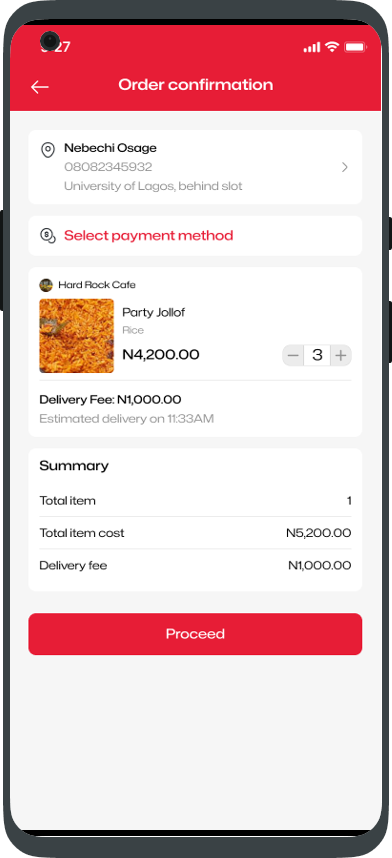 Order confirmation
Nebechi Osage
08082345932
University of Lagos, behind slot
Select payment method
Hard Rock Cafe
Party Jollof
Rice
N4,200.00
3
Delivery Fee: N1,000.00
Estimated delivery on 11:33AM
Summary
Total item 1
Total item cost N5,200.00
Delivery fee N1,000.00
Proceed